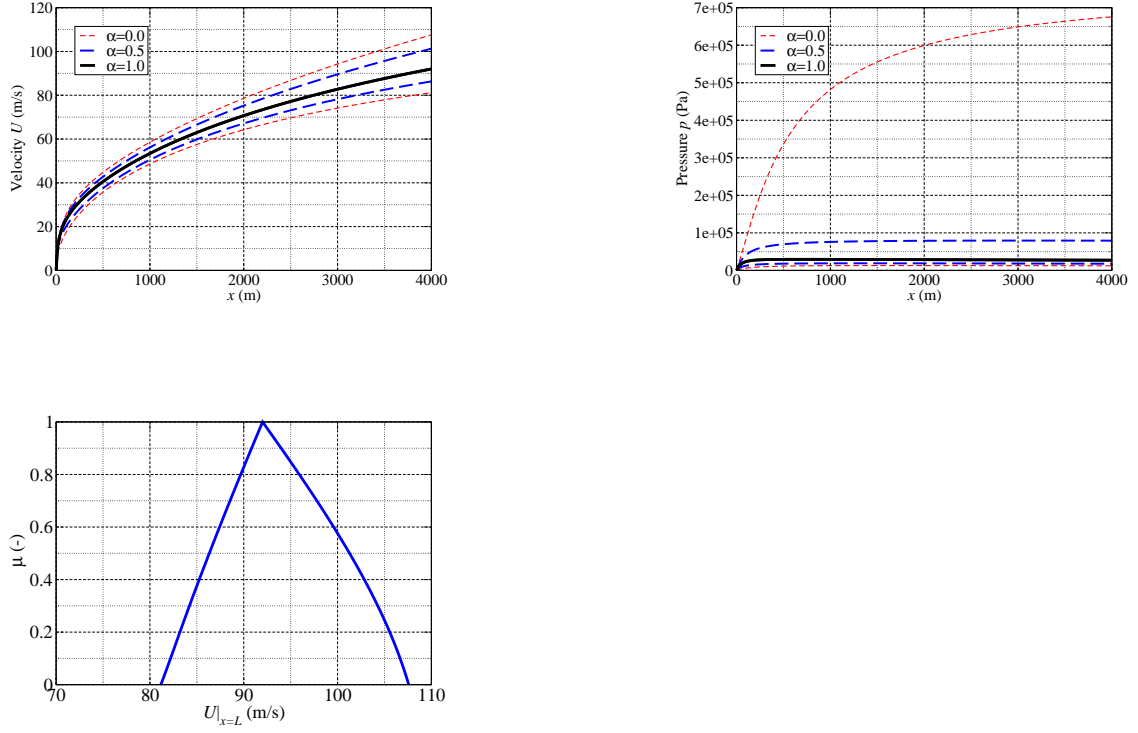 120
100
80
60
40
20
0
Velocity U (m/s)
α=0.0
α=0.5
α=1.0
0 1000 2000 3000 4000
x (m)
7e+05
6e+05
5e+05
4e+05
3e+05
2e+05
1e+05
0
Pressure p (Pa)
α=0.0
α=0.5
α=1.0
0 1000 2000 3000 4000
x (m)
1
0.8
0.6
0.4
0.2
0
μ (-)
70 80 90 100 110
U|x=L (m/s)